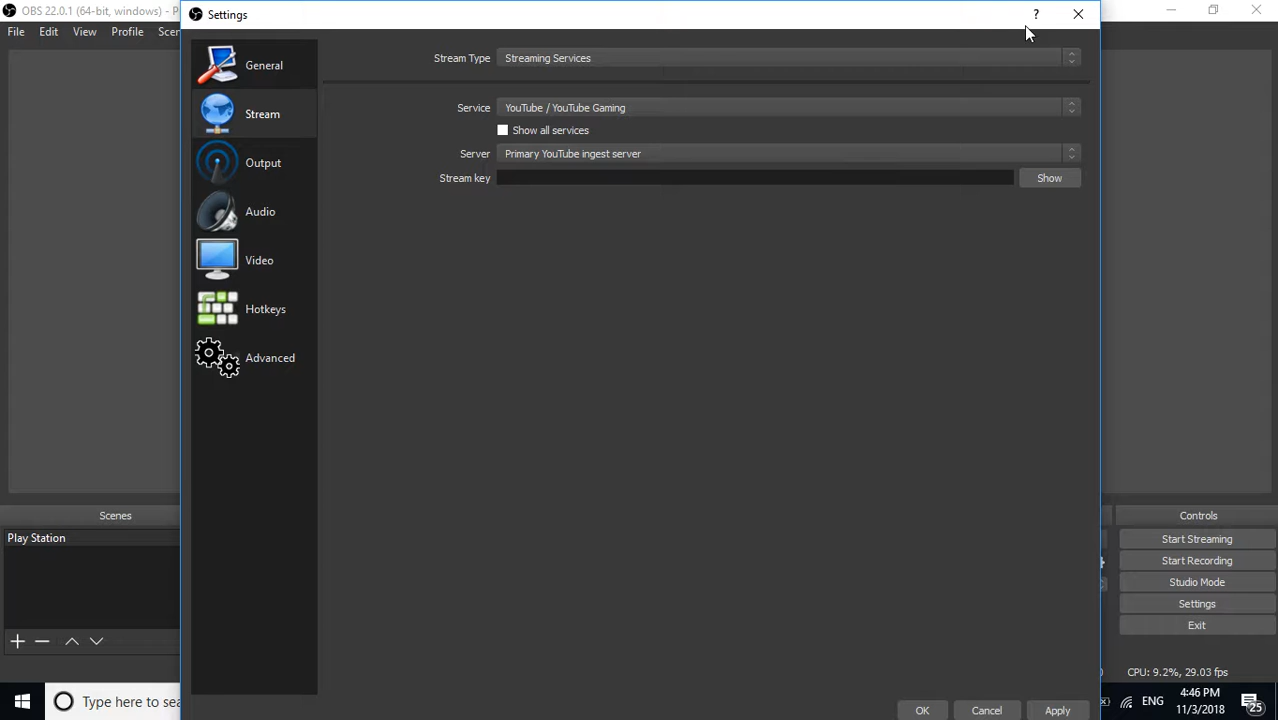 OBS 22.0.1 (64-bit, windows) - P
Settings
?
File Edit View Profile Scen
General
Stream
Output
Audio
Video
Hotkeys
Advanced
Stream Type Streaming Services
Service YouTube / YouTube Gaming
Show all services
Server Primary YouTube ingest server
Stream key Show
Scenes
Play Station
Controls
Start Streaming
Start Recording
Studio Mode
Settings
Exit
0 CPU: 9.2%, 29.03 fps
OK Cancel Apply
Type here to sea
ENG
4:46 PM
11/3/2018
25